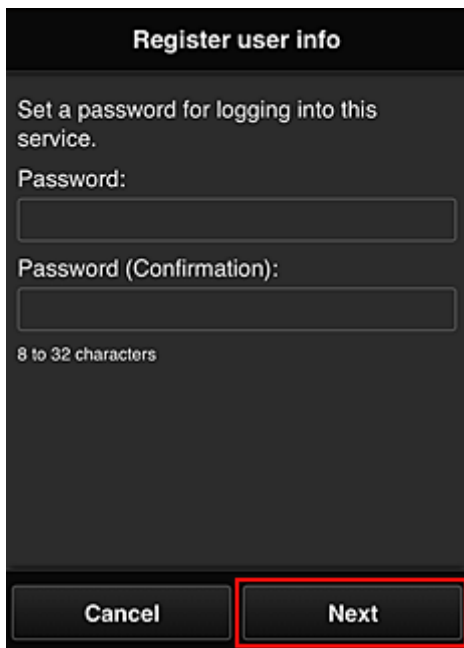 Register user info
Set a password for logging into this
service.
Password:
Password (Confirmation):
8 to 32 characters
Cancel
Next